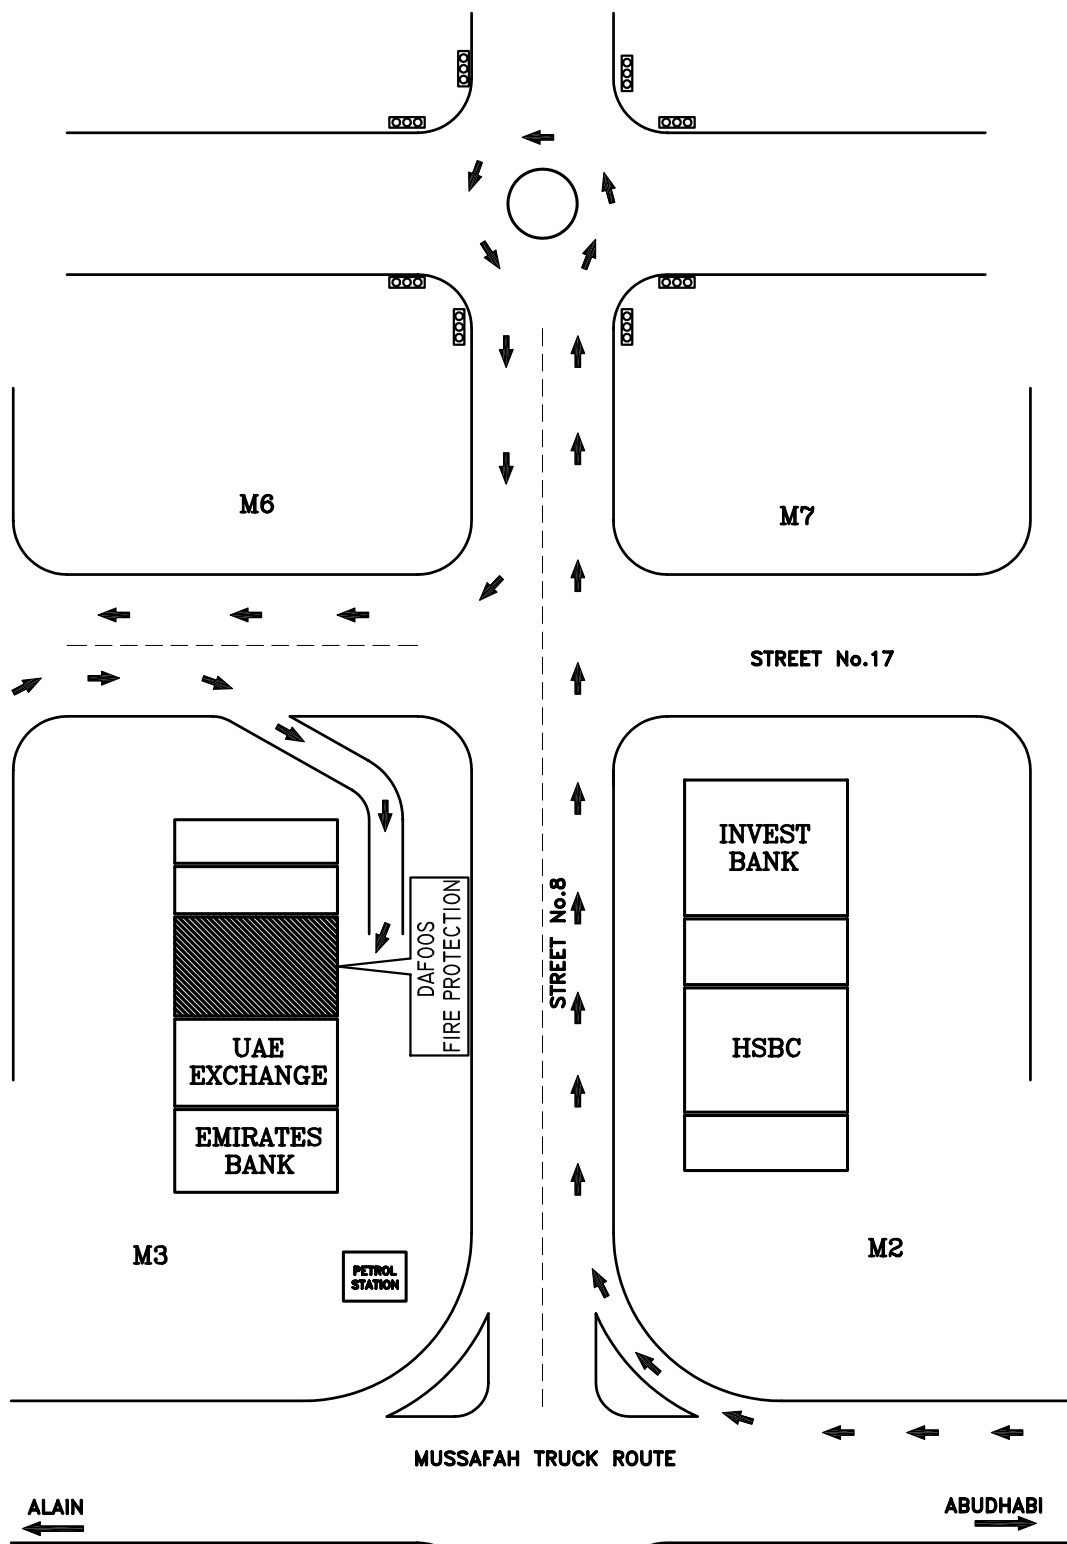 M6
M7
STREET No.17
INVEST
BANK
STREET No.8
DAFOOS
FIRE PROTECTION
UAE
EXCHANGE
HSBC
EMIRATES
BANK
M3
M2
PETROL
STATION
MUSSAFAH TRUCK ROUTE
ALAIN
ABUDHABI